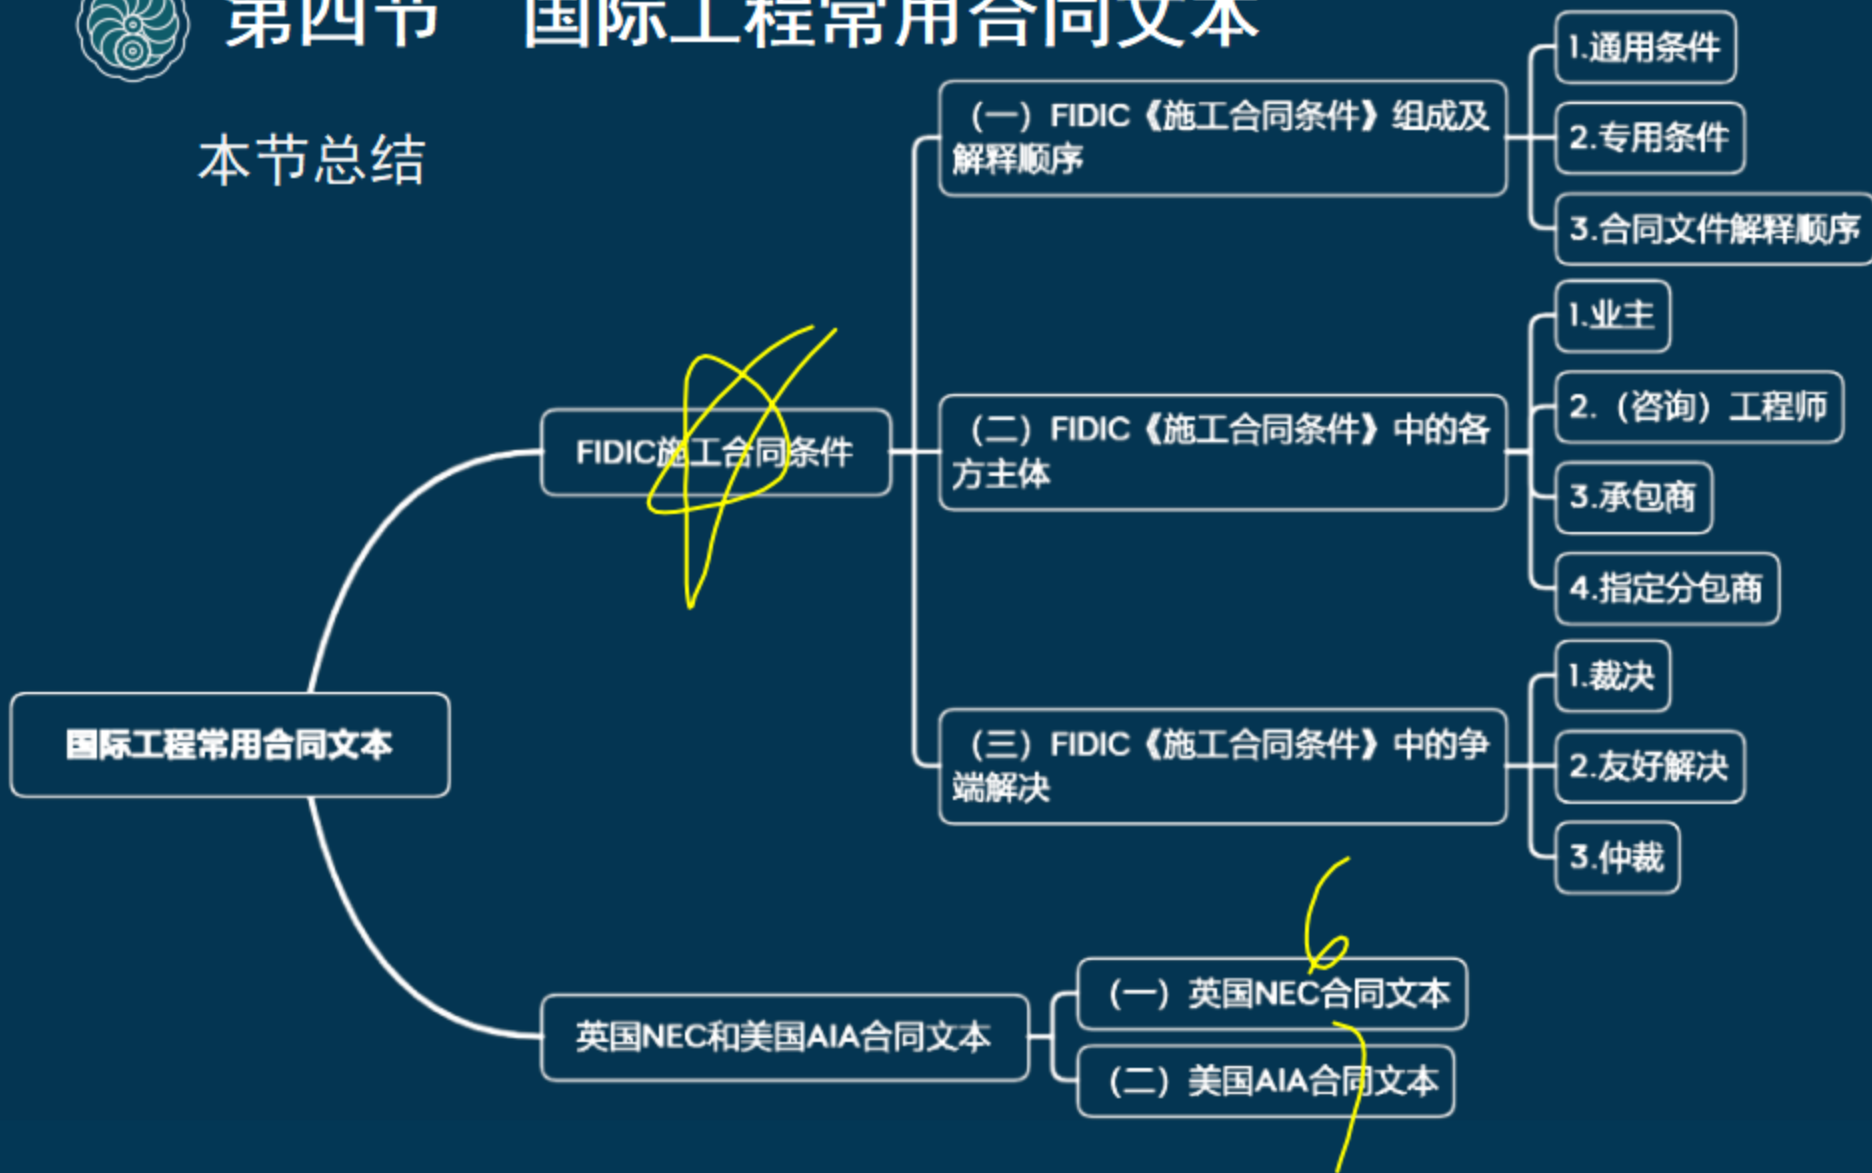 第四节 国际工程常用合同文本
本节总结
国际工程常用合同文本
FIDIC施工合同条件
（一）FIDIC《施工合同条件》组成及
解释顺序
1.通用条件
2.专用条件
3.合同文件解释顺序
（二）FIDIC《施工合同条件》中的各
方主体
1.业主
2.（咨询）工程师
3.承包商
4.指定分包商
（三）FIDIC《施工合同条件》中的争
端解决
1.裁决
2.友好解决
3.仲裁
英国NEC和美国AIA合同文本
6
（一）英国NEC合同文本
（二）美国AIA合同文本